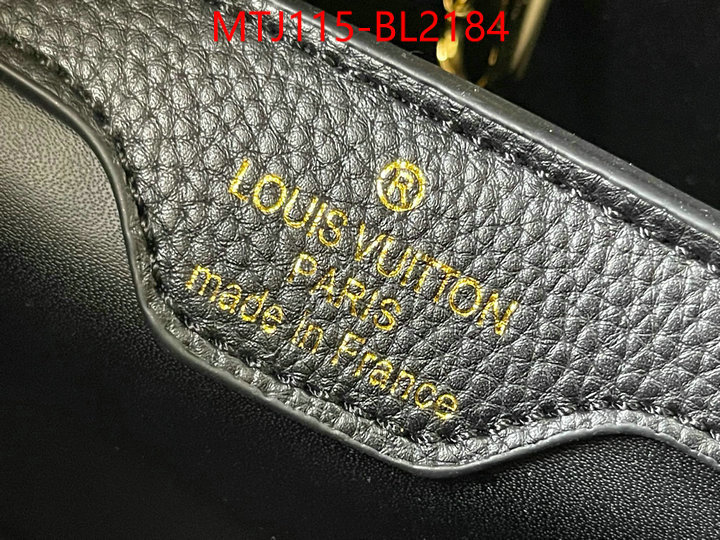 MTJ115-BL2184
®
LOUIS VUITTON
PARIS
made in France